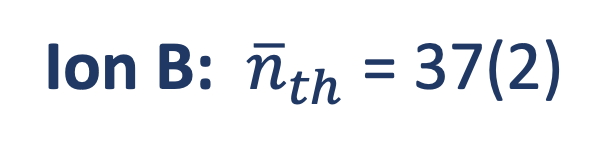 Ion B: n̅ₜₕ = 37(2)